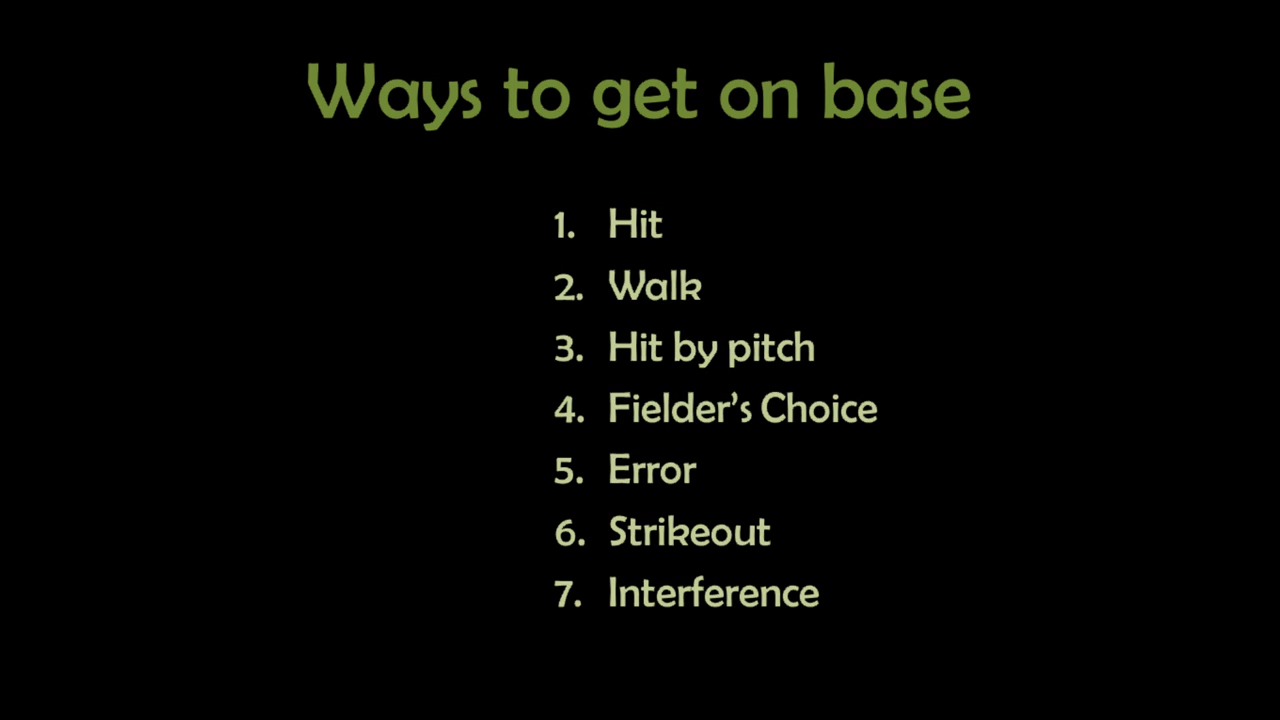 Ways to get on base
1. Hit
2. Walk
3. Hit by pitch
4. Fielder’s Choice
5. Error
6. Strikeout
7. Interference